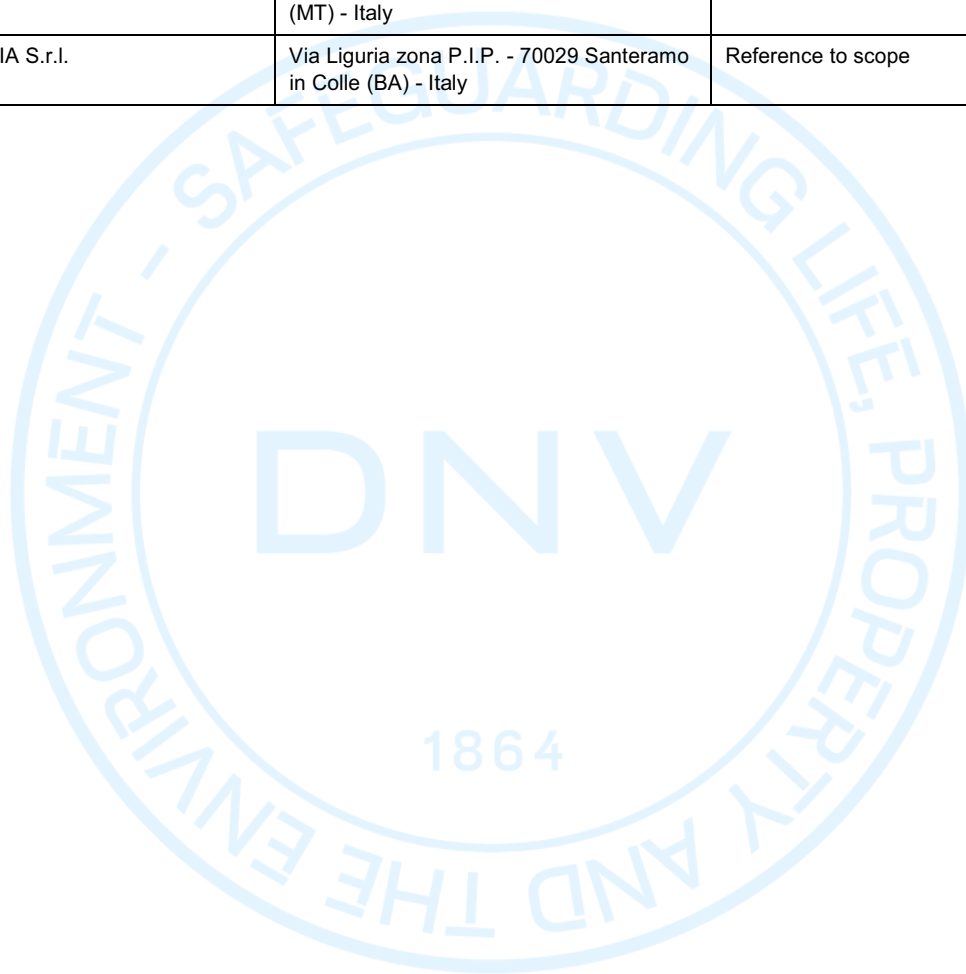 (MT) - Italy
IA S.r.l.
Via Liguria zona P.I.P. - 70029 Santeramo
in Colle (BA) - Italy
Reference to scope
SAFEGUARDING LIFE, PROPERTY AND THE ENVIRONMENT -
DNV
1864